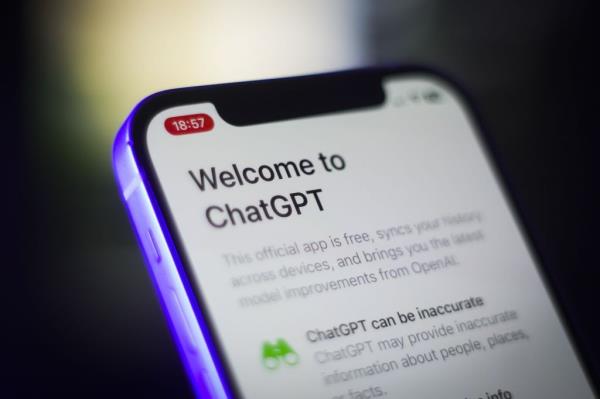 18:57
Welcome to
ChatGPT
This official app is free, syncs your history
across devices, and brings you the latest
model improvements from OpenAI.
ChatGPT can be inaccurate
ChatGPT may provide inaccurate
information about people, places,
or facts.
info